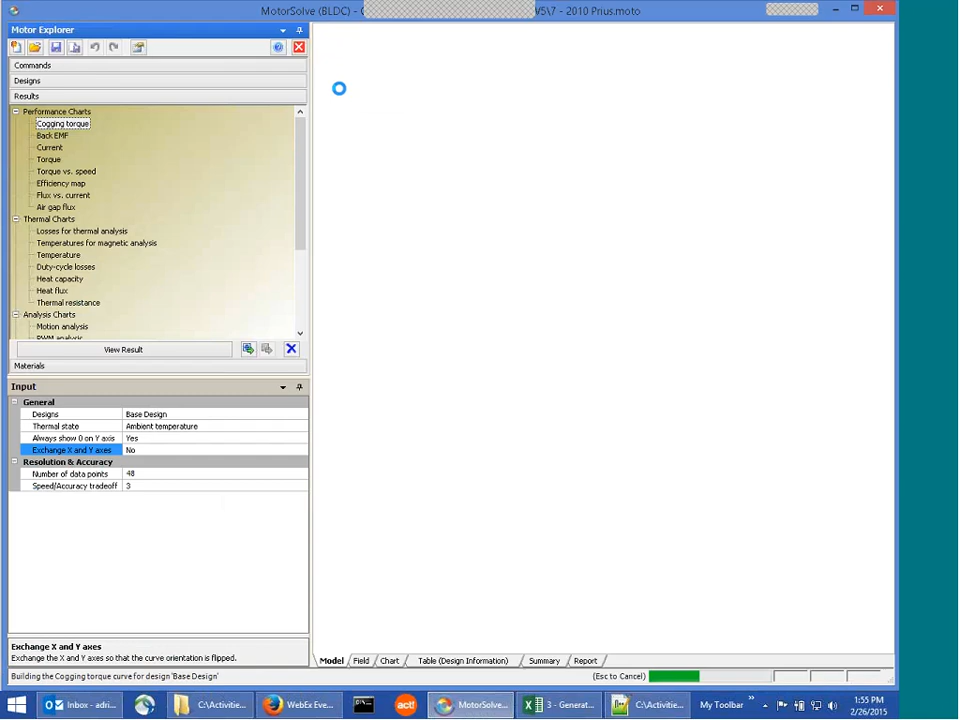 MotorSolve (BLDC) - C V5\7 - 2010 Prius.moto
Motor Explorer
Commands
Designs
Results
Performance Charts
Cogging torque
Back EMF
Current
Torque
Torque vs. speed
Efficiency map
Flux vs. current
Air gap flux
Thermal Charts
Losses for thermal analysis
Temperatures for magnetic analysis
Temperature
Duty-cycle losses
Heat capacity
Heat flux
Thermal resistance
Analysis Charts
Motion analysis
PWM analysis
View Result
Materials
Input
General
Designs Base Design
Thermal state Ambient temperature
Always show 0 on Y axis Yes
Exchange X and Y axes No
Resolution & Accuracy
Number of data points 48
Speed/Accuracy tradeoff 3
Exchange X and Y axes
Exchange the X and Y axes so that the curve orientation is flipped.
Model Field Chart Table (Design Information) Summary Report
Building the Cogging torque curve for design 'Base Design' (Esc to Cancel)
Inbox - adri... C:\Activitie... WebEx Eve... act! MotorSolve... 3 - Generat... C:\Activitie... My Toolbar » 1:55 PM
2/26/2015